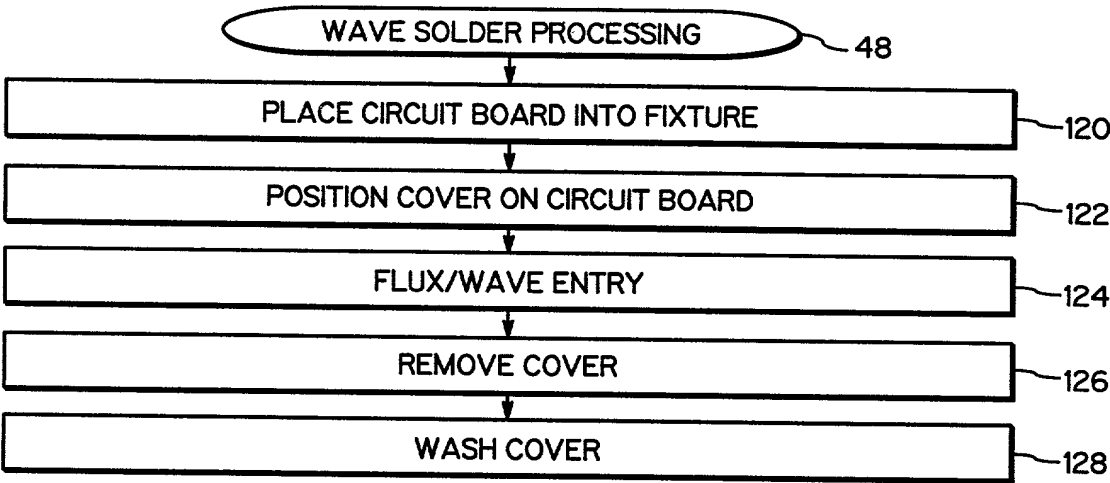 WAVE SOLDER PROCESSING
48
PLACE CIRCUIT BOARD INTO FIXTURE
120
POSITION COVER ON CIRCUIT BOARD
122
FLUX/WAVE ENTRY
124
REMOVE COVER
126
WASH COVER
128